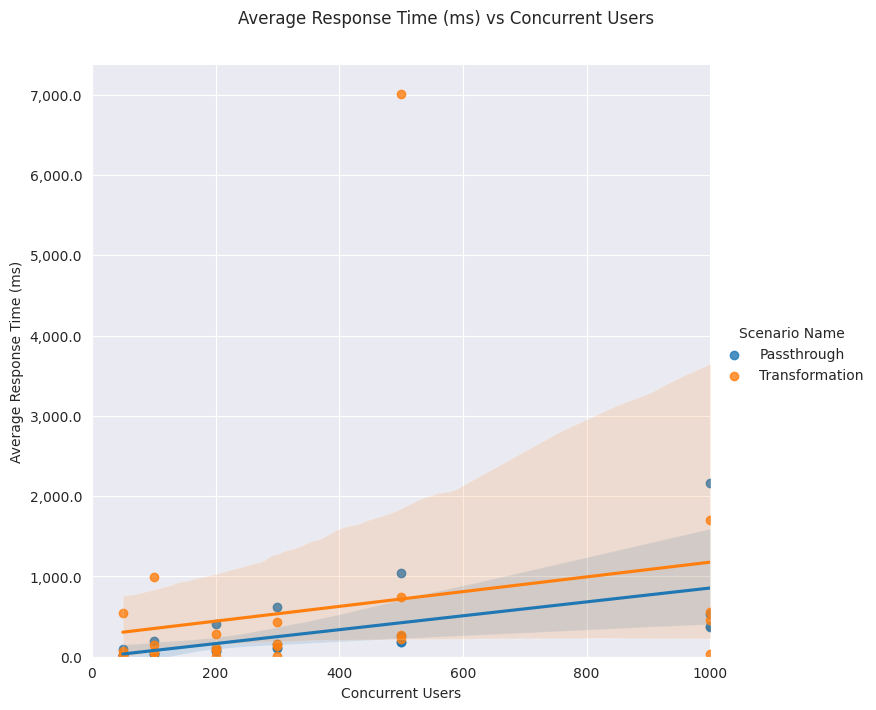 Average Response Time (ms) vs Concurrent Users
7,000.0
6,000.0
5,000.0
4,000.0
3,000.0
2,000.0
1,000.0
0.0
Average Response Time (ms)
0
200
400
600
800
1000
Concurrent Users
Scenario Name
Passthrough
Transformation